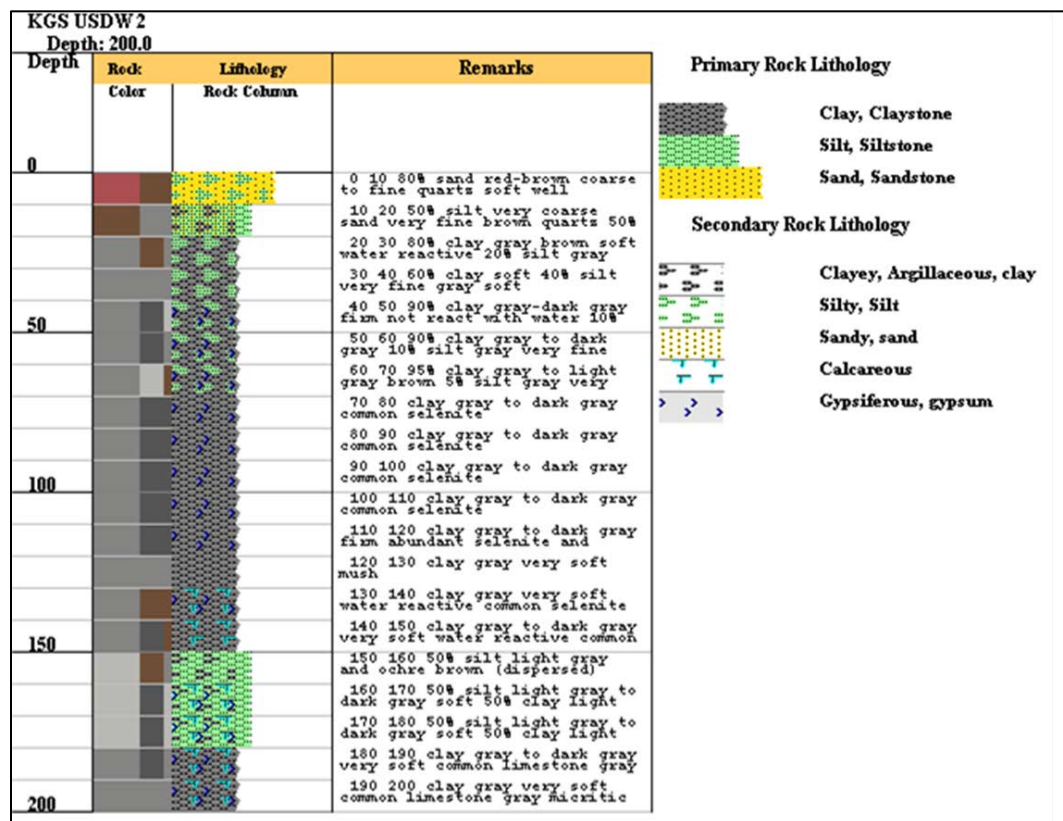 KGS USDW 2
Depth: 200.0
Depth
Rock
Lithology
Remarks
Color
Rock Column
0
0 10 80% sand red-brown coarse
to fine quarts soft well
10 20 50% silt very coarse
sand very fine brown quarts 50%
20 30 80% clay gray brown soft
water reactive 20% silt gray
30 40 60% clay soft 40% silt
very fine gray soft
40 50 90% clay gray-dark gray
firm not react with water 10%
50
50 60 90% clay gray to dark
gray 10% silt gray very fine
60 70 95% clay gray to light
gray brown 5% silt gray very
70 80 clay gray to dark gray
common selenite
80 90 clay gray to dark gray
common selenite
90 100 clay gray to dark gray
common selenite
100
100 110 clay gray to dark gray
common selenite
110 120 clay gray to dark gray
firm abundant selenite and
120 130 clay gray very soft
mush
130 140 clay gray very soft
water reactive common selenite
140 150 clay gray to dark gray
very soft water reactive common
150
150 160 50% silt light gray
and ochre brown (dispersed)
160 170 50% silt light gray to
dark gray soft 50% clay light
170 180 50% silt light gray to
dark gray soft 50% clay light
180 190 clay gray to dark gray
very soft common limestone gray
190 200 clay gray very soft
common limestone gray micritic
200
Primary Rock Lithology
Clay, Claystone
Silt, Siltstone
Sand, Sandstone
Secondary Rock Lithology
Clayey, Argillaceous, clay
Silty, Silt
Sandy, sand
Calcareous
Gypsiferous, gypsum